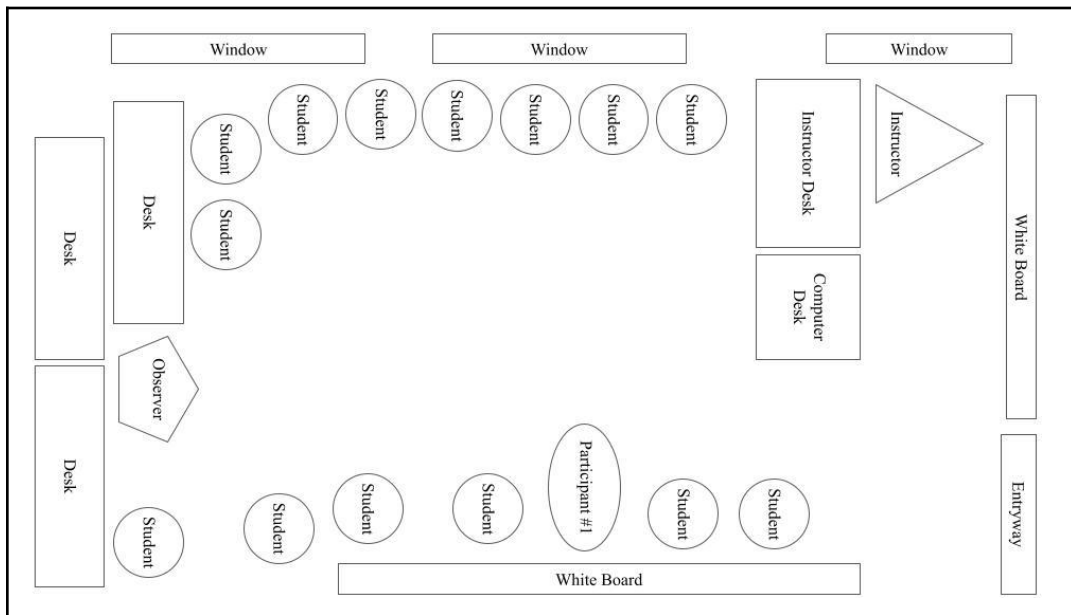 Window
Window
Window
Student
Student
Student
Student
Student
Student
Student
Student
Instructor Desk
Instructor
Desk
Desk
White Board
Computer
Desk
Observer
Desk
Participant #1
Student
Student
Student
Student
Student
Student
Entryway
White Board